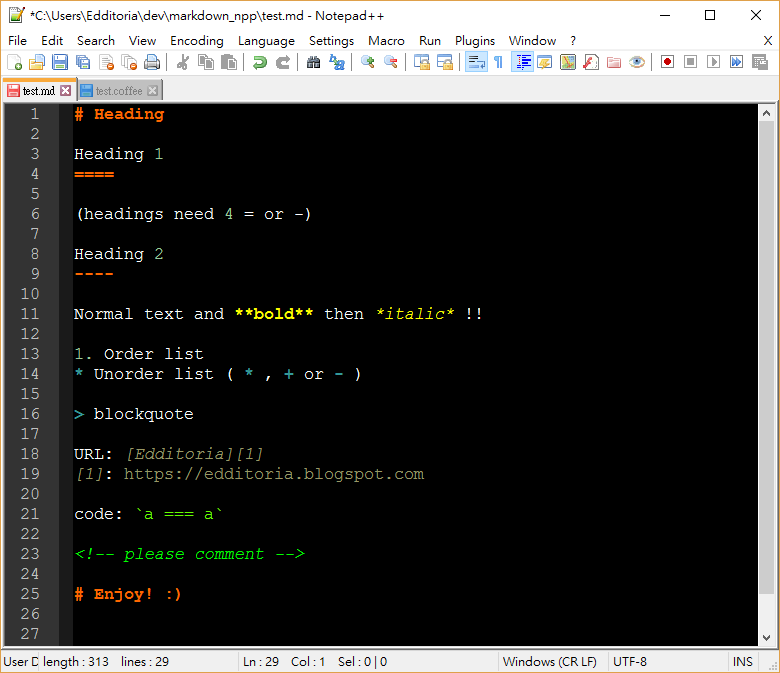 *C:\Users\Edditoria\dev\markdown_npp\test.md - Notepad++
File Edit Search View Encoding Language Settings Macro Run Plugins Window ? X
test.md test.coffee
1 # Heading
2
3 Heading 1
4 ====
5
6 (headings need 4 = or -)
7
8 Heading 2
9 ----
10
11 Normal text and **bold** then *italic* !!
12
13 1. Order list
14 * Unorder list ( * , + or - )
15
16 > blockquote
17
18 URL: [Edditoria][1]
19 [1]: https://edditoria.blogspot.com
20
21 code: `a === a`
22
23 <!-- please comment -->
24
25 # Enjoy! :)
26
27
User D length : 313 lines : 29 Ln : 29 Col : 1 Sel : 0 | 0 Windows (CR LF) UTF-8 INS